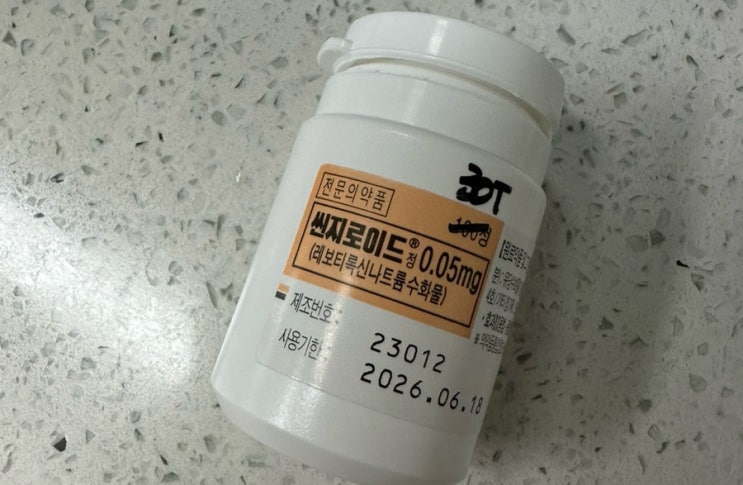 30T
전문의약품
100정
씬지로이드® 정 0.05mg
(레보티록신나트륨수화물)
제조번호 :
23012
사용기한 :
2026.06.18